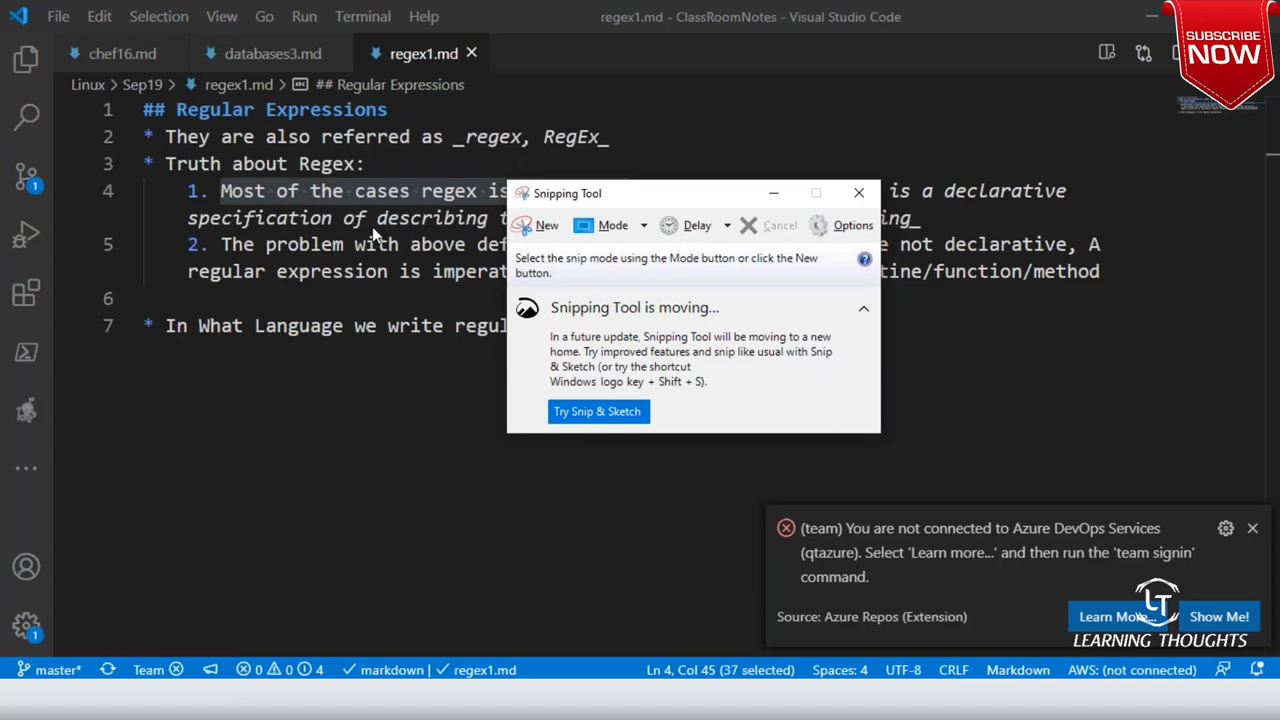 File Edit Selection View Go Run Terminal Help regex1.md - ClassRoomNotes - Visual Studio Code
SUBSCRIBE
NOW
chef16.md databases3.md regex1.md
Linux > Sep19 > regex1.md > ## Regular Expressions
1 ## Regular Expressions
2 * They are also referred as _regex, RegEx_
3 * Truth about Regex:
4 1. Most of the cases regex is is a declarative
specification of describing t ing_
5 2. The problem with above def e not declarative, A
regular expression is imperat tine/function/method
6
7 * In What Language we write regul
Snipping Tool
New Mode Delay Cancel Options
Select the snip mode using the Mode button or click the New
button.
Snipping Tool is moving...
In a future update, Snipping Tool will be moving to a new
home. Try improved features and snip like usual with Snip
& Sketch (or try the shortcut
Windows logo key + Shift + S).
Try Snip & Sketch
(team) You are not connected to Azure DevOps Services
(qtazure). Select 'Learn more...' and then run the 'team signin'
command.
Source: Azure Repos (Extension) Learn More... Show Me!
LT
LEARNING THOUGHTS
1
1
master* Team 0 0 4 markdown | regex1.md Ln 4, Col 45 (37 selected) Spaces: 4 UTF-8 CRLF Markdown AWS: (not connected)